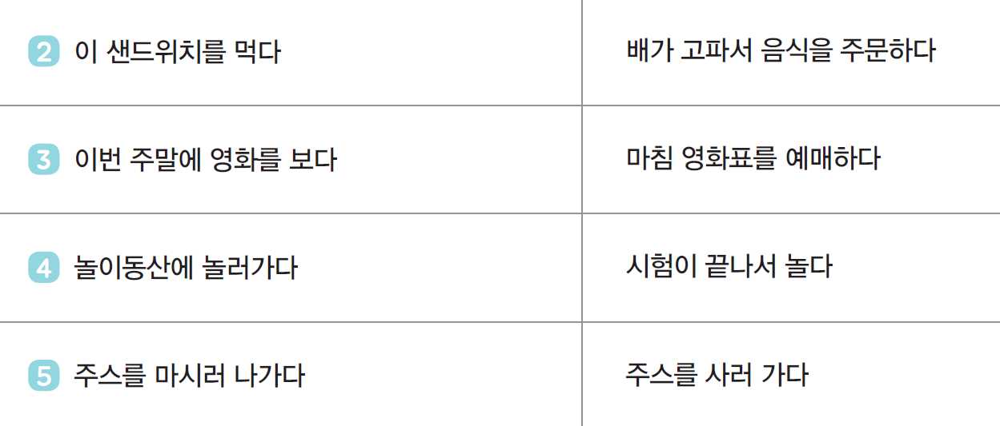 2 이 샌드위치를 먹다
배가 고파서 음식을 주문하다
3 이번 주말에 영화를 보다
마침 영화표를 예매하다
4 놀이동산에 놀러가다
시험이 끝나서 놀다
5 주스를 마시러 나가다
주스를 사러 가다